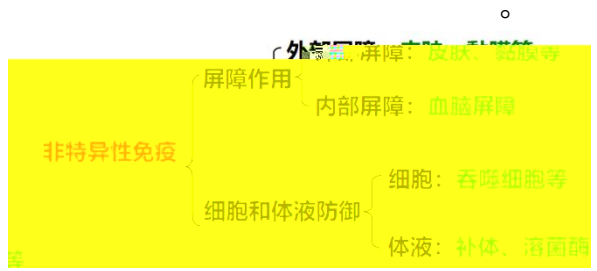 。
外部屏障：皮肤、黏膜等
屏障作用
内部屏障：血脑屏障
非特异性免疫
细胞：吞噬细胞等
细胞和体液防御
体液：补体、溶菌酶
等